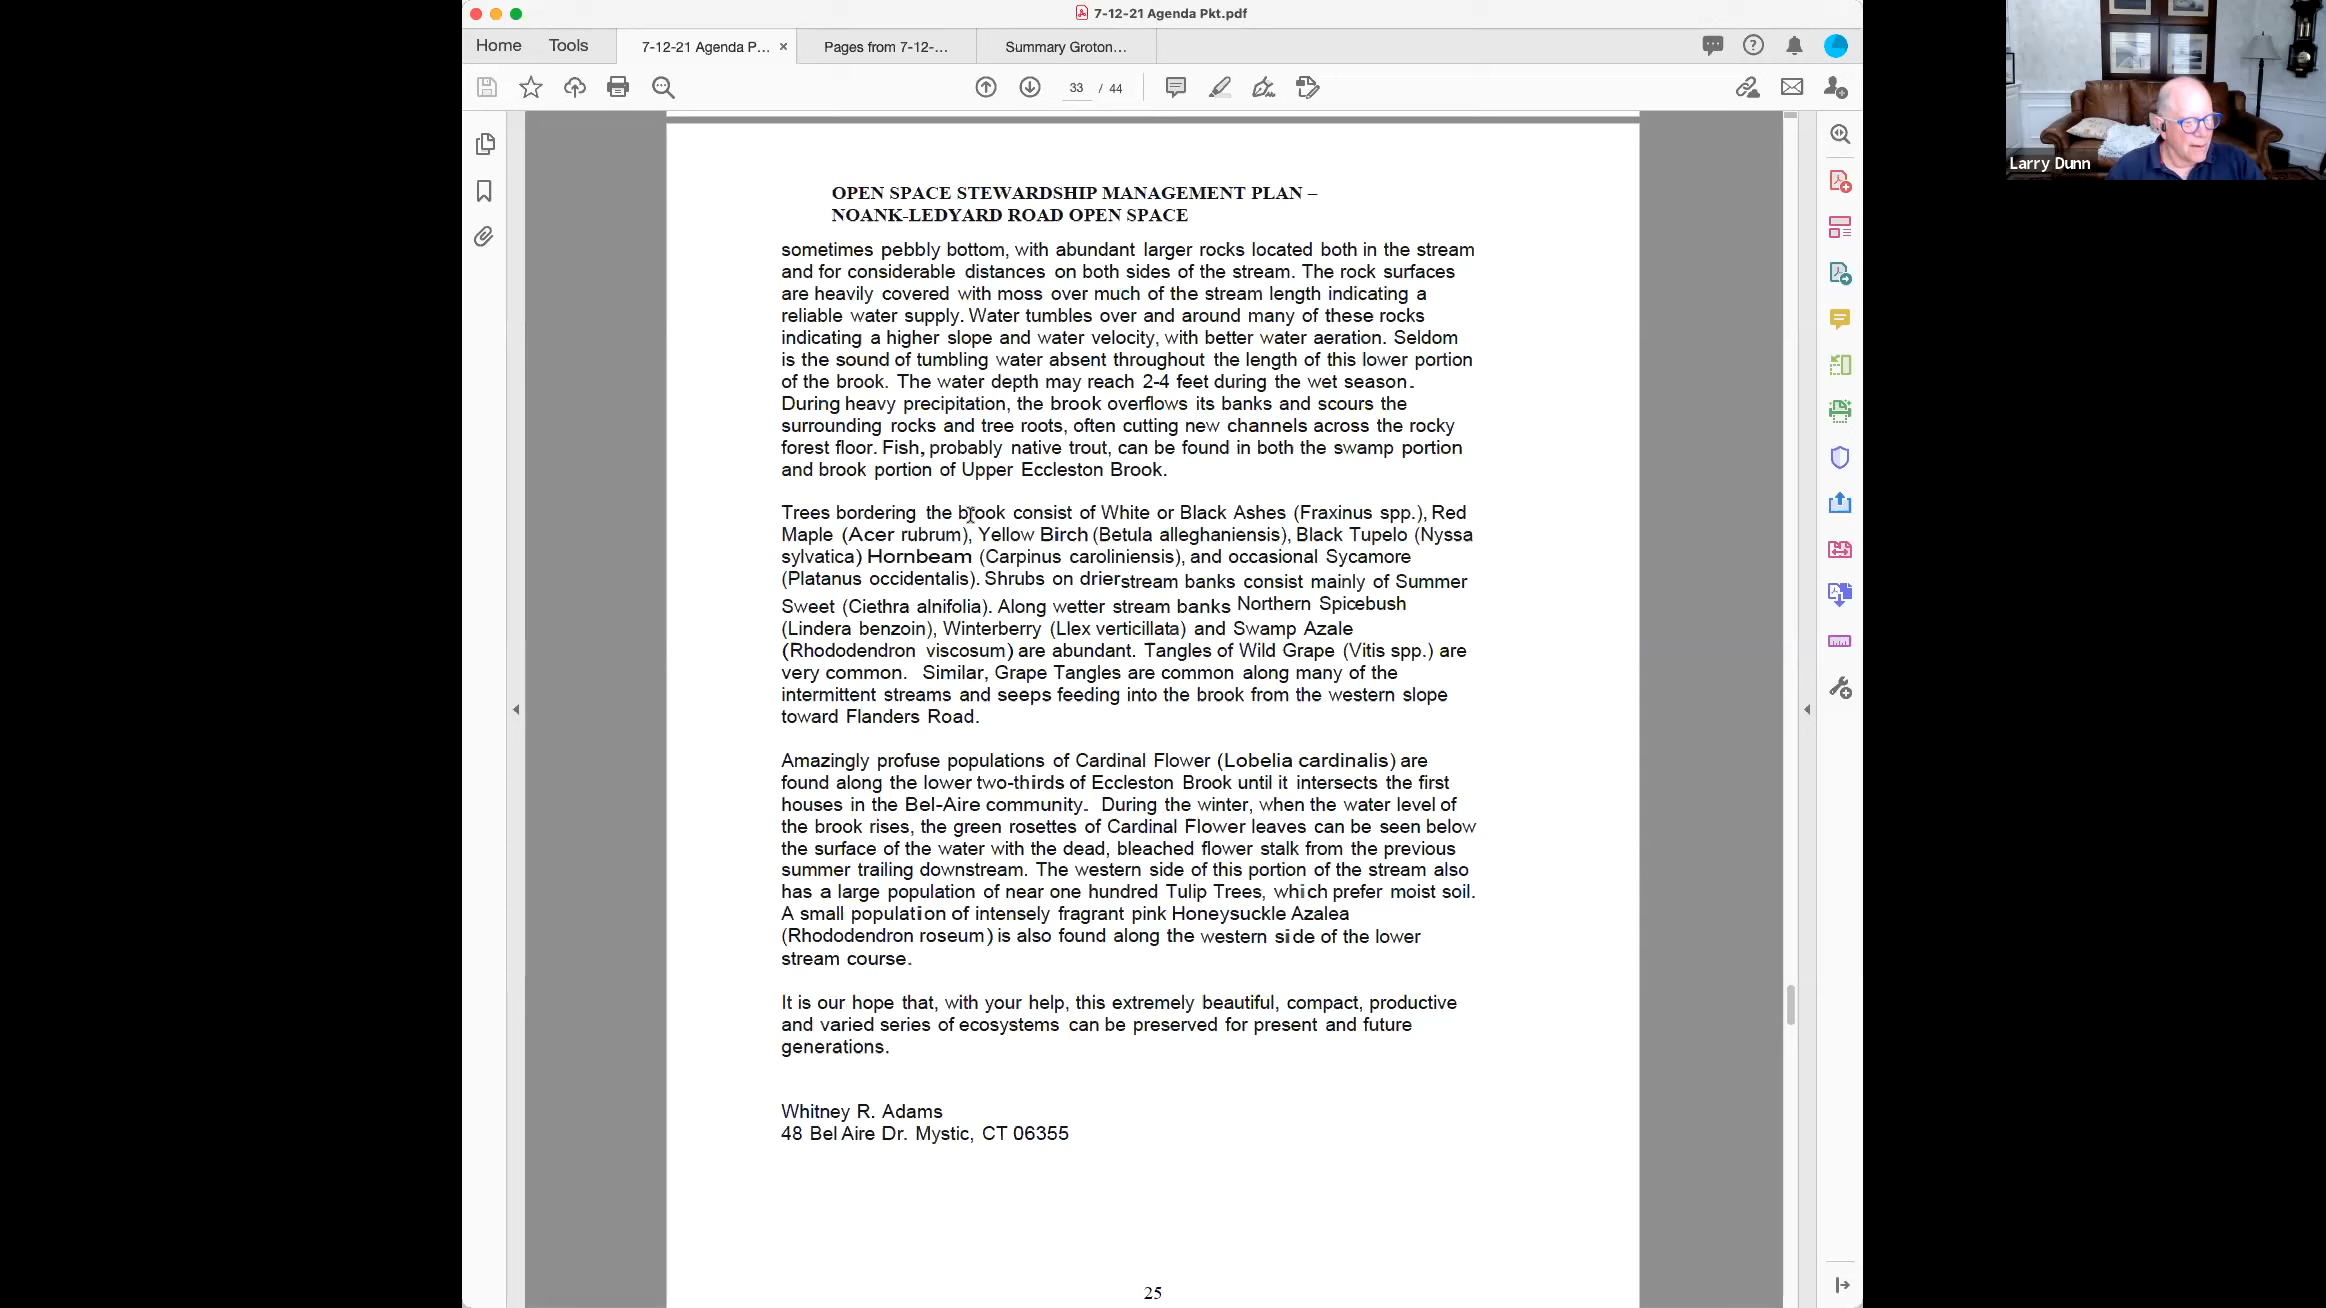 7-12-21 Agenda Pkt.pdf
Home Tools 7-12-21 Agenda P... × Pages from 7-12-... Summary Groton...
33 / 44
Larry Dunn
OPEN SPACE STEWARDSHIP MANAGEMENT PLAN –
NOANK-LEDYARD ROAD OPEN SPACE
sometimes pebbly bottom, with abundant larger rocks located both in the stream
and for considerable distances on both sides of the stream. The rock surfaces
are heavily covered with moss over much of the stream length indicating a
reliable water supply. Water tumbles over and around many of these rocks
indicating a higher slope and water velocity, with better water aeration. Seldom
is the sound of tumbling water absent throughout the length of this lower portion
of the brook. The water depth may reach 2-4 feet during the wet season.
During heavy precipitation, the brook overflows its banks and scours the
surrounding rocks and tree roots, often cutting new channels across the rocky
forest floor. Fish, probably native trout, can be found in both the swamp portion
and brook portion of Upper Eccleston Brook.
Trees bordering the brook consist of White or Black Ashes (Fraxinus spp.), Red
Maple (Acer rubrum), Yellow Birch (Betula alleghaniensis), Black Tupelo (Nyssa
sylvatica) Hornbeam (Carpinus caroliniensis), and occasional Sycamore
(Platanus occidentalis). Shrubs on drier stream banks consist mainly of Summer
Sweet (Ciethra alnifolia). Along wetter stream banks Northern Spicebush
(Lindera benzoin), Winterberry (Llex verticillata) and Swamp Azale
(Rhododendron viscosum) are abundant. Tangles of Wild Grape (Vitis spp.) are
very common. Similar, Grape Tangles are common along many of the
intermittent streams and seeps feeding into the brook from the western slope
toward Flanders Road.
Amazingly profuse populations of Cardinal Flower (Lobelia cardinalis) are
found along the lower two-thirds of Eccleston Brook until it intersects the first
houses in the Bel-Aire community. During the winter, when the water level of
the brook rises, the green rosettes of Cardinal Flower leaves can be seen below
the surface of the water with the dead, bleached flower stalk from the previous
summer trailing downstream. The western side of this portion of the stream also
has a large population of near one hundred Tulip Trees, which prefer moist soil.
A small population of intensely fragrant pink Honeysuckle Azalea
(Rhododendron roseum) is also found along the western side of the lower
stream course.
It is our hope that, with your help, this extremely beautiful, compact, productive
and varied series of ecosystems can be preserved for present and future
generations.
Whitney R. Adams
48 Bel Aire Dr. Mystic, CT 06355
25